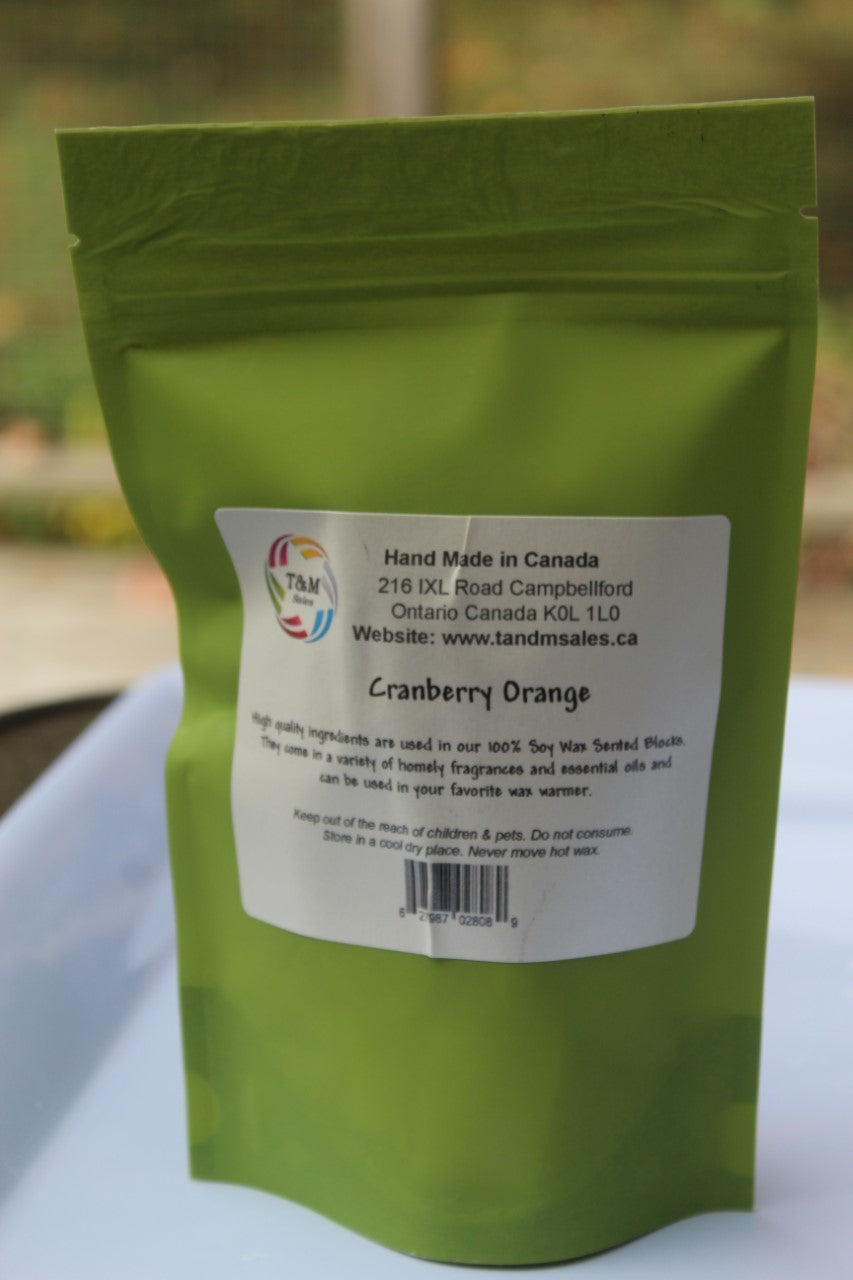 T&M
Sales
Hand Made in Canada
216 IXL Road Campbellford
Ontario Canada K0L 1L0
Website: www.tandmsales.ca
Cranberry Orange
High quality ingredients are used in our 100% Soy Wax Sented Blocks.
They come in a variety of homely fragrances and essential oils and
can be used in your favorite wax warmer.
Keep out of the reach of children & pets. Do not consume.
Store in a cool dry place. Never move hot wax.
6 27987 02808 9